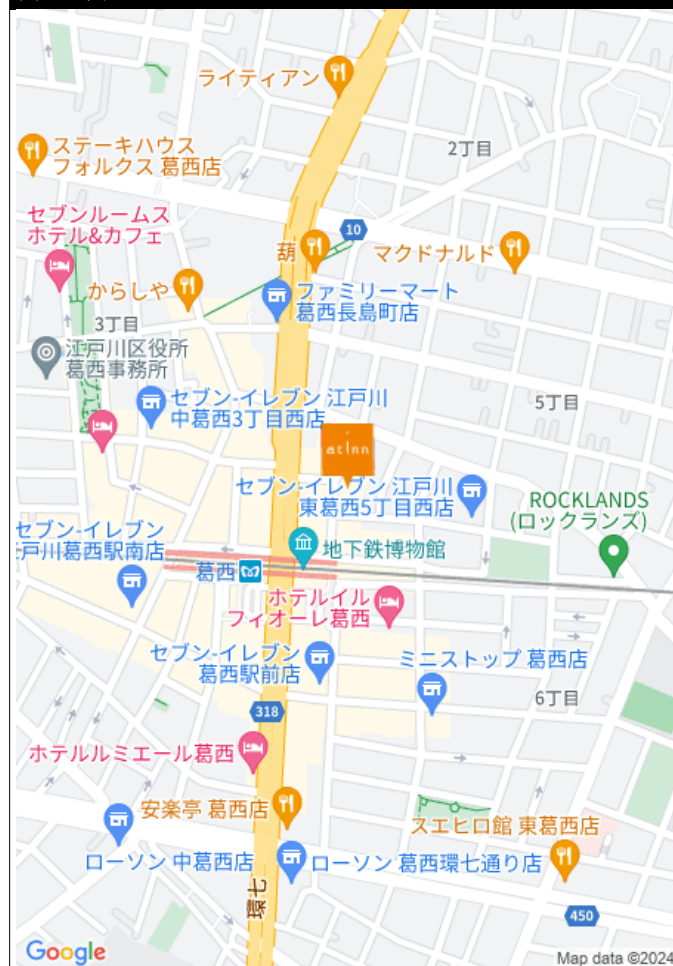 ライティアン
2丁目
ステーキハウス
フォルクス 葛西店
セブンルームス
ホテル&カフェ
10
葫
マクドナルド
からしや
ファミリーマート
葛西長島町店
3丁目
江戸川区役所
葛西事務所
セブン-イレブン 江戸川
中葛西3丁目西店
5丁目
atinn
セブン-イレブン 江戸川
東葛西5丁目西店
ROCKLANDS
(ロックランズ)
セブン-イレブン
戸川葛西駅南店
地下鉄博物館
葛西
ホテルイル
フィオーレ葛西
セブン-イレブン
葛西駅前店
ミニストップ 葛西店
6丁目
318
ホテルルミエール葛西
安楽亭 葛西店
スエヒロ館 東葛西店
ローソン 中葛西店
ローソン 葛西環七通り店
環七
450
Google
Map data ©2024